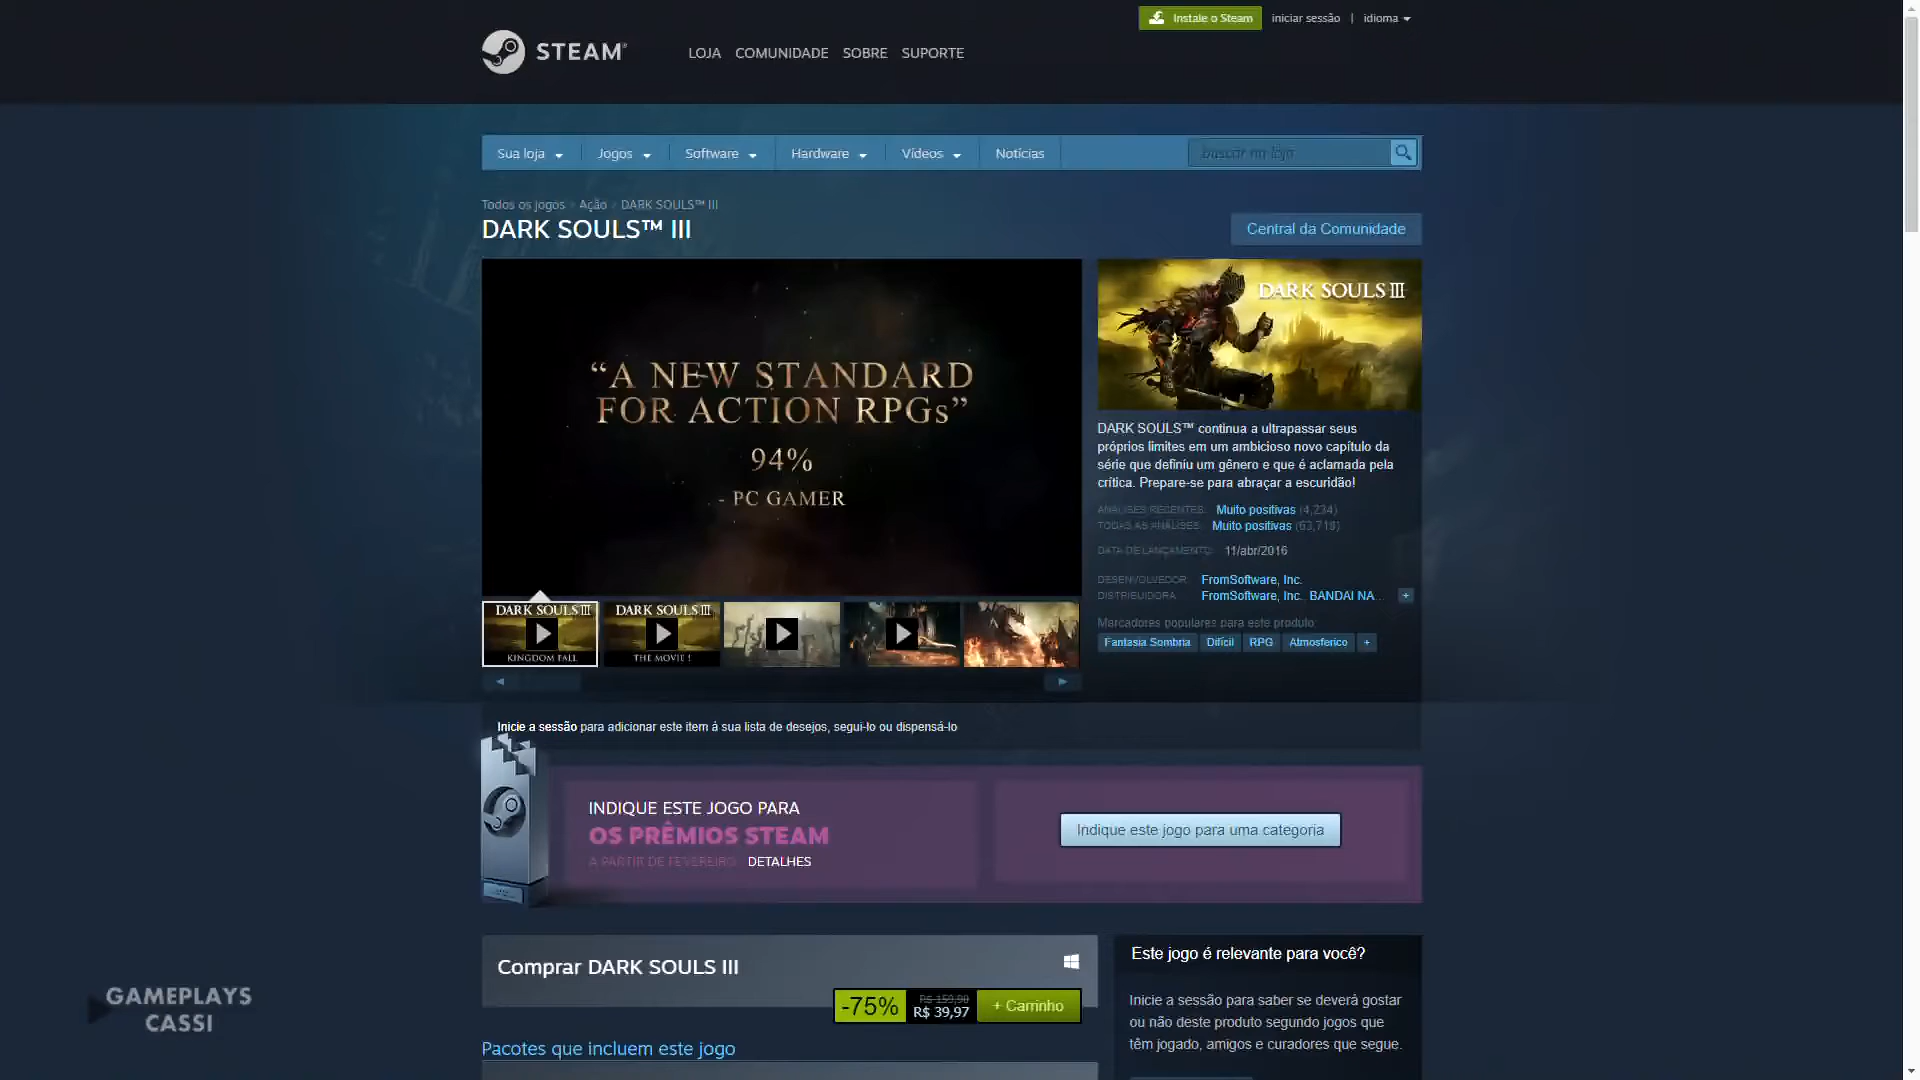 Instale o Steam
iniciar sessão | idioma
STEAM
LOJA COMUNIDADE SOBRE SUPORTE
Sua loja Jogos Software Hardware Vídeos Notícias buscar na loja
Todos os jogos Ação DARK SOULS™ III
DARK SOULS™ III
Central da Comunidade
“A NEW STANDARD
FOR ACTION RPGs”
94%
- PC GAMER
DARK SOULS III
DARK SOULS™ continua a ultrapassar seus
próprios limites em um ambicioso novo capítulo da
série que definiu um gênero e que é aclamada pela
crítica. Prepare-se para abraçar a escuridão!
ANÁLISES RECENTES: Muito positivas (4,234)
TODAS AS ANÁLISES: Muito positivas (63,719)
DATA DE LANÇAMENTO: 11/abr/2016
DESENVOLVEDOR: FromSoftware, Inc.
DISTRIBUIDORA: FromSoftware, Inc., BANDAI NA... +
Marcadores populares para este produto:
Fantasia Sombria Difícil RPG Atmosférico +
DARK SOULS III
KINGDOM FALL
DARK SOULS III
THE MOVIE !
Inicie a sessão para adicionar este item à sua lista de desejos, segui-lo ou dispensá-lo
INDIQUE ESTE JOGO PARA
OS PRÊMIOS STEAM
A PARTIR DE FEVEREIRO DETALHES
Indique este jogo para uma categoria
Comprar DARK SOULS III
-75% R$ 159,90 R$ 39,97 + Carrinho
Pacotes que incluem este jogo
Este jogo é relevante para você?
Inicie a sessão para saber se deverá gostar
ou não deste produto segundo jogos que
têm jogado, amigos e curadores que segue.
GAMEPLAYS
CASSI